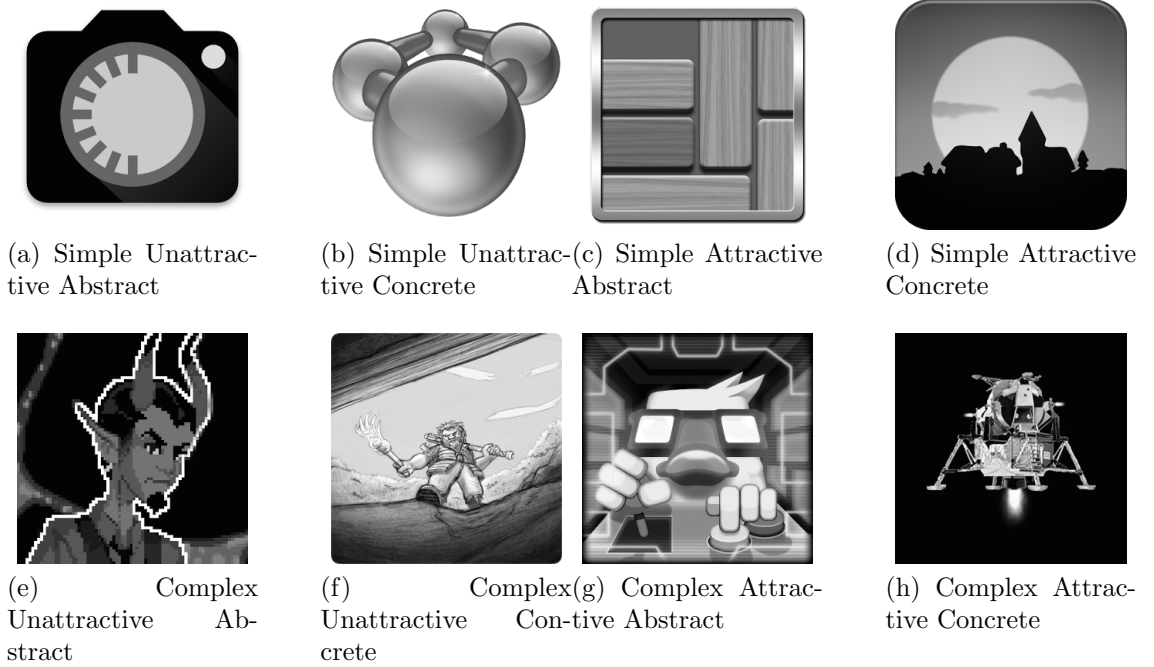 (a) Simple Unattrac-
tive Abstract
(b) Simple Unattrac-
tive Concrete
(c) Simple Attractive
Abstract
(d) Simple Attractive
Concrete
(e) Complex
Unattractive Ab-
stract
(f) Complex
Unattractive Con-
crete
(g) Complex Attrac-
tive Abstract
(h) Complex Attrac-
tive Concrete